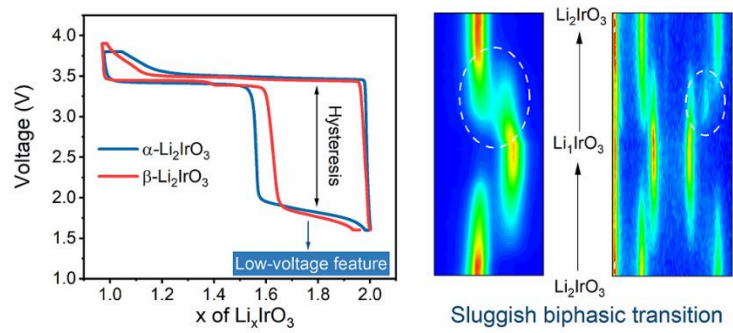 4.0
3.5
3.0
2.5
2.0
1.5
1.0
Voltage (V)
α-Li₂IrO₃
β-Li₂IrO₃
Hysteresis
Low-voltage feature
1.0 1.2 1.4 1.6 1.8 2.0
x of LiₓIrO₃
Li₂IrO₃
Li₁IrO₃
Li₂IrO₃
Sluggish biphasic transition